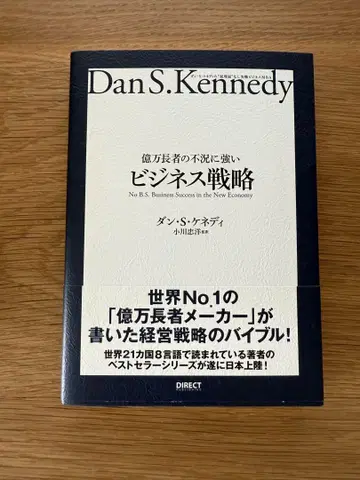 Dan S. Kennedy
億万長者の不況に強い
ビジネス戦略
No B.S. Business Success in the New Economy
ダン・S・ケネディ
小川忠洋 監訳
世界No.1の
「億万長者メーカー」が
書いた経営戦略のバイブル!
世界21カ国8言語で読まれている著者の
ベストセラーシリーズが遂に日本上陸!
DIRECT